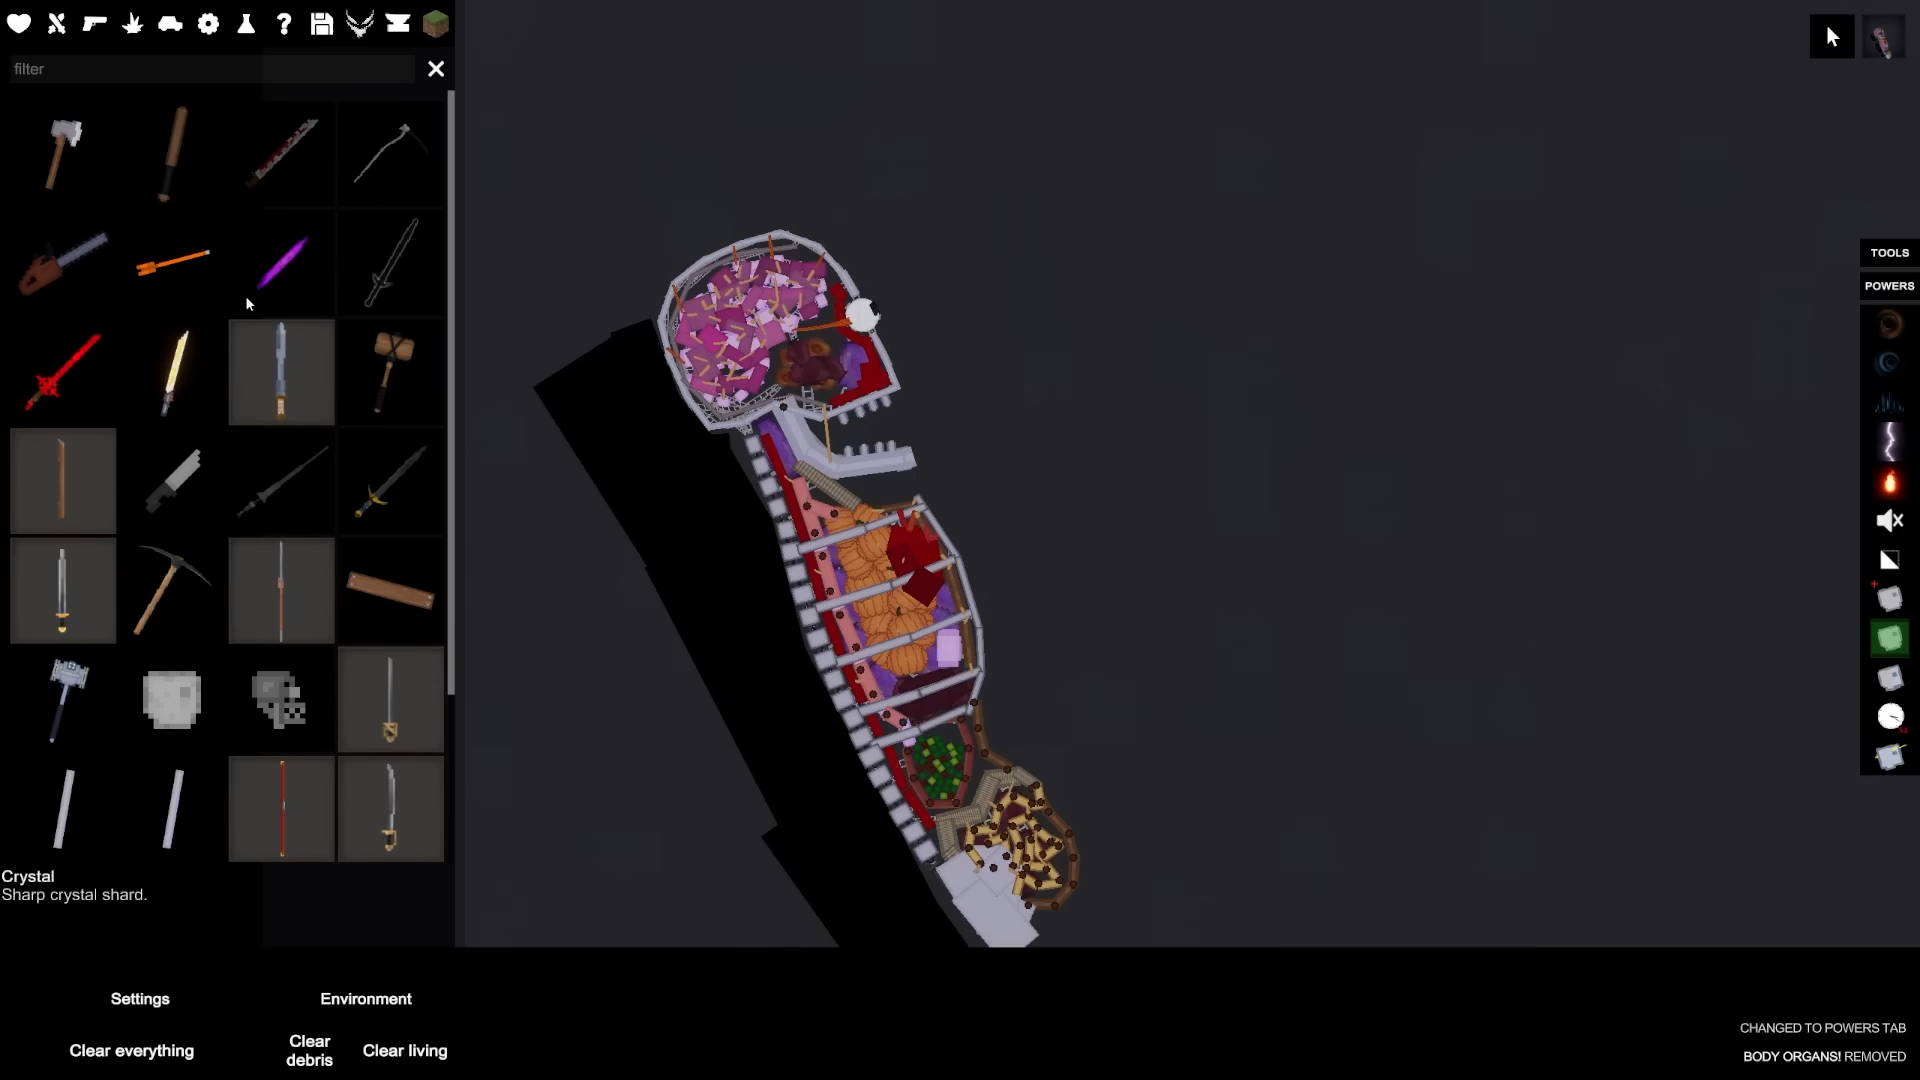 filter
TOOLS
POWERS
Crystal
Sharp crystal shard.
Settings
Environment
Clear everything
Clear debris
Clear living
CHANGED TO POWERS TAB
BODY ORGANS! REMOVED